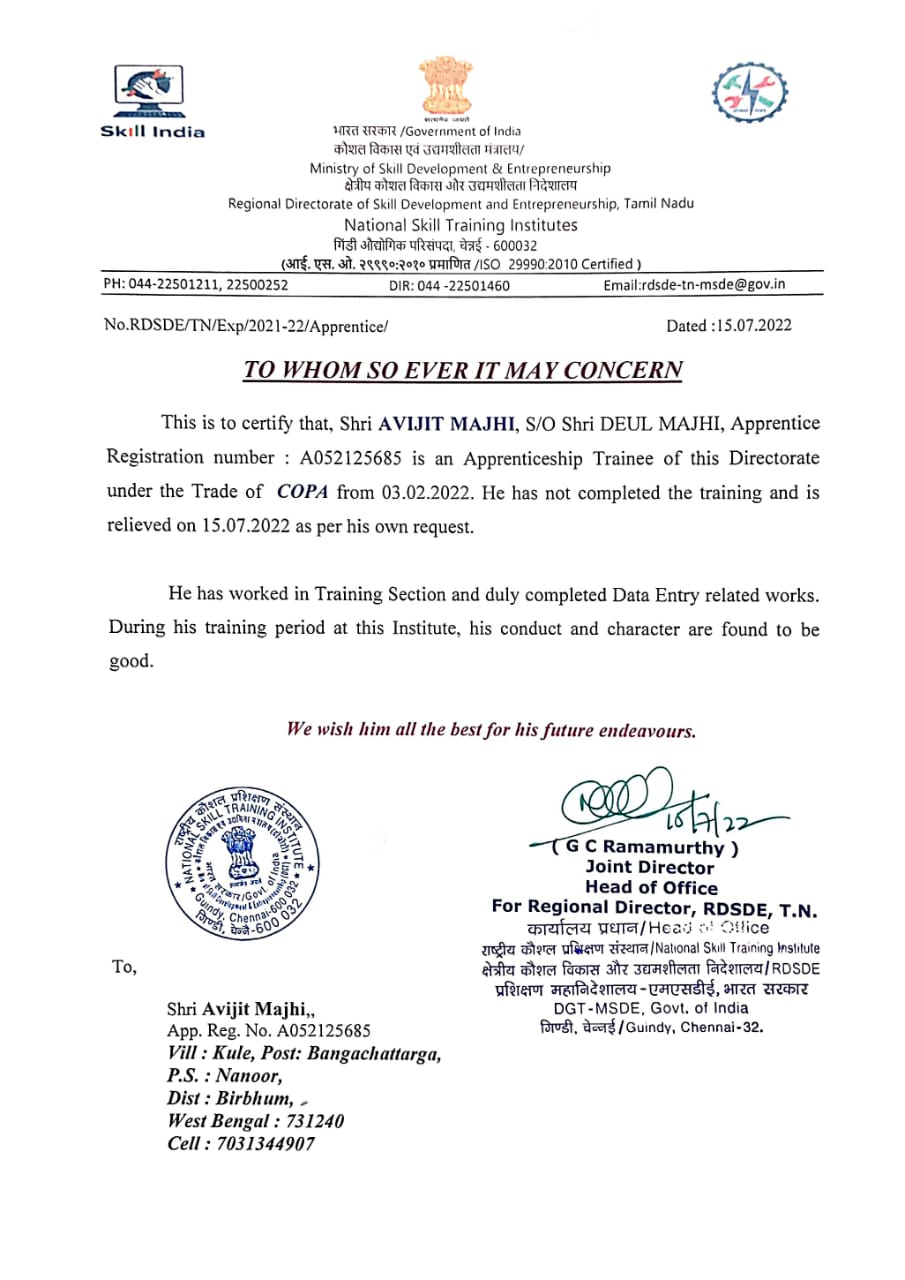 Skill India
सत्यमेव जयते
भारत सरकार /Government of India
कौशल विकास एवं उद्यमशीलता मंत्रालय/
Ministry of Skill Development & Entrepreneurship
क्षेत्रीय कौशल विकास और उद्यमशीलता निदेशालय
Regional Directorate of Skill Development and Entrepreneurship, Tamil Nadu
National Skill Training Institutes
गिंडी औद्योगिक परिसंपदा, चेन्नई - 600032
(आई. एस. ओ. २९९९०:२०१० प्रमाणित /ISO 29990:2010 Certified )
PH: 044-22501211, 22500252 DIR: 044 -22501460 Email:rdsde-tn-msde@gov.in
No.RDSDE/TN/Exp/2021-22/Apprentice/ Dated :15.07.2022
TO WHOM SO EVER IT MAY CONCERN
This is to certify that, Shri AVIJIT MAJHI, S/O Shri DEUL MAJHI, Apprentice
Registration number : A052125685 is an Apprenticeship Trainee of this Directorate
under the Trade of COPA from 03.02.2022. He has not completed the training and is
relieved on 15.07.2022 as per his own request.
He has worked in Training Section and duly completed Data Entry related works.
During his training period at this Institute, his conduct and character are found to be
good.
We wish him all the best for his future endeavours.
राष्ट्रीय कौशल प्रशिक्षण संस्थान
NATIONAL SKILL TRAINING INSTITUTE
भारत सरकार/Govt. of India
Guindy, Chennai-600 032
गिण्डी, चेन्नै-600 032
15/7/22
( G C Ramamurthy )
Joint Director
Head of Office
For Regional Director, RDSDE, T.N.
कार्यालय प्रधान/Head of Office
राष्ट्रीय कौशल प्रशिक्षण संस्थान/National Skill Training Institute
क्षेत्रीय कौशल विकास और उद्यमशीलता निदेशालय/RDSDE
प्रशिक्षण महानिदेशालय-एमएसडीई, भारत सरकार
DGT-MSDE, Govt. of India
गिण्डी, चेन्नई/Guindy, Chennai-32.
To,
Shri Avijit Majhi,,
App. Reg. No. A052125685
Vill : Kule, Post: Bangachattarga,
P.S. : Nanoor,
Dist : Birbhum,
West Bengal : 731240
Cell : 7031344907